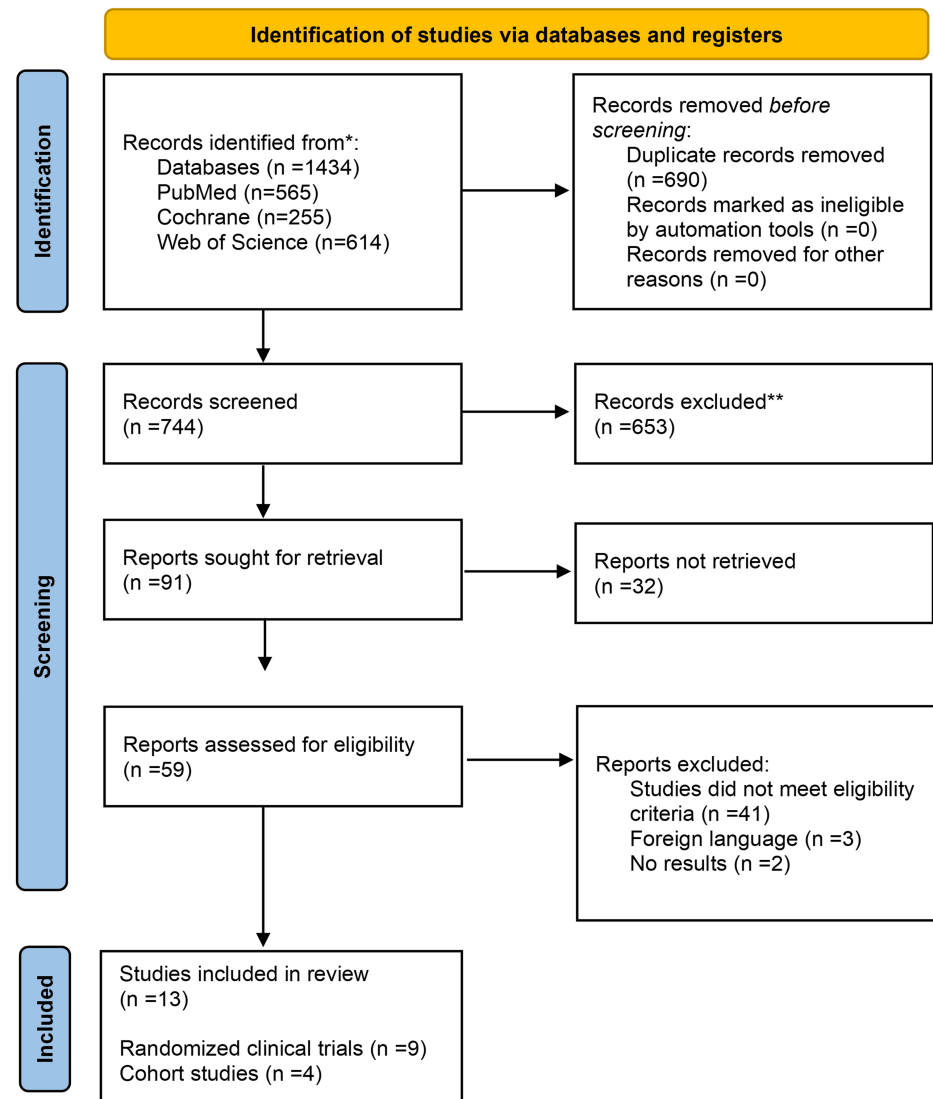 Identification of studies via databases and registers
Identification
Records identified from*:
Databases (n =1434)
PubMed (n=565)
Cochrane (n=255)
Web of Science (n=614)
Records removed before
screening:
Duplicate records removed
(n =690)
Records marked as ineligible
by automation tools (n =0)
Records removed for other
reasons (n =0)
Screening
Records screened
(n =744)
Records excluded**
(n =653)
Reports sought for retrieval
(n =91)
Reports not retrieved
(n =32)
Reports assessed for eligibility
(n =59)
Reports excluded:
Studies did not meet eligibility
criteria (n =41)
Foreign language (n =3)
No results (n =2)
Included
Studies included in review
(n =13)
Randomized clinical trials (n =9)
Cohort studies (n =4)